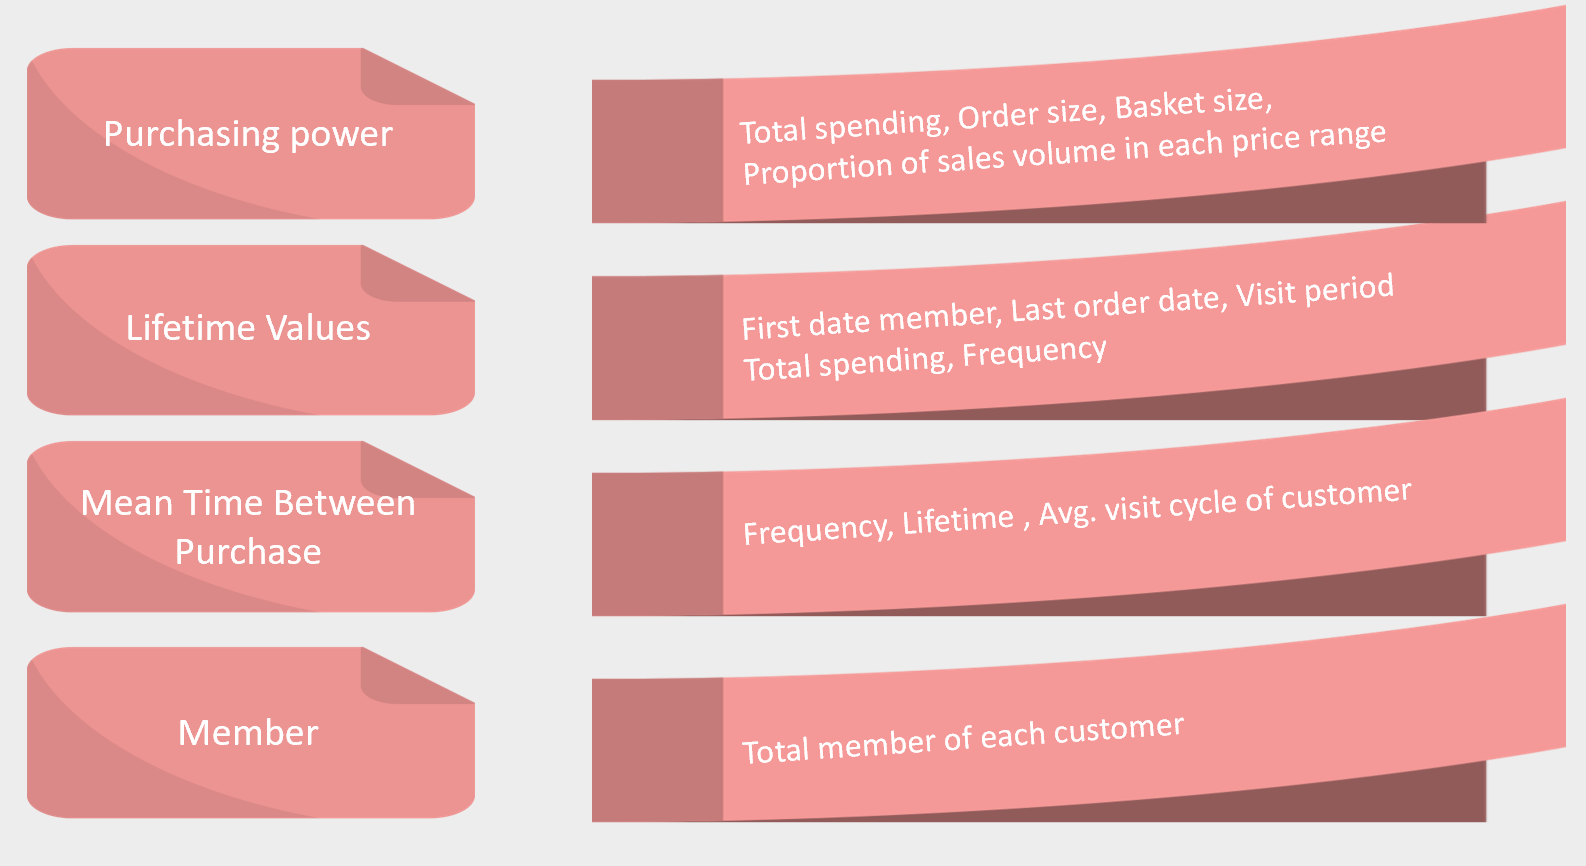 Purchasing power
Total spending, Order size, Basket size,
Proportion of sales volume in each price range
Lifetime Values
First date member, Last order date, Visit period
Total spending, Frequency
Mean Time Between
Purchase
Frequency, Lifetime , Avg. visit cycle of customer
Member
Total member of each customer